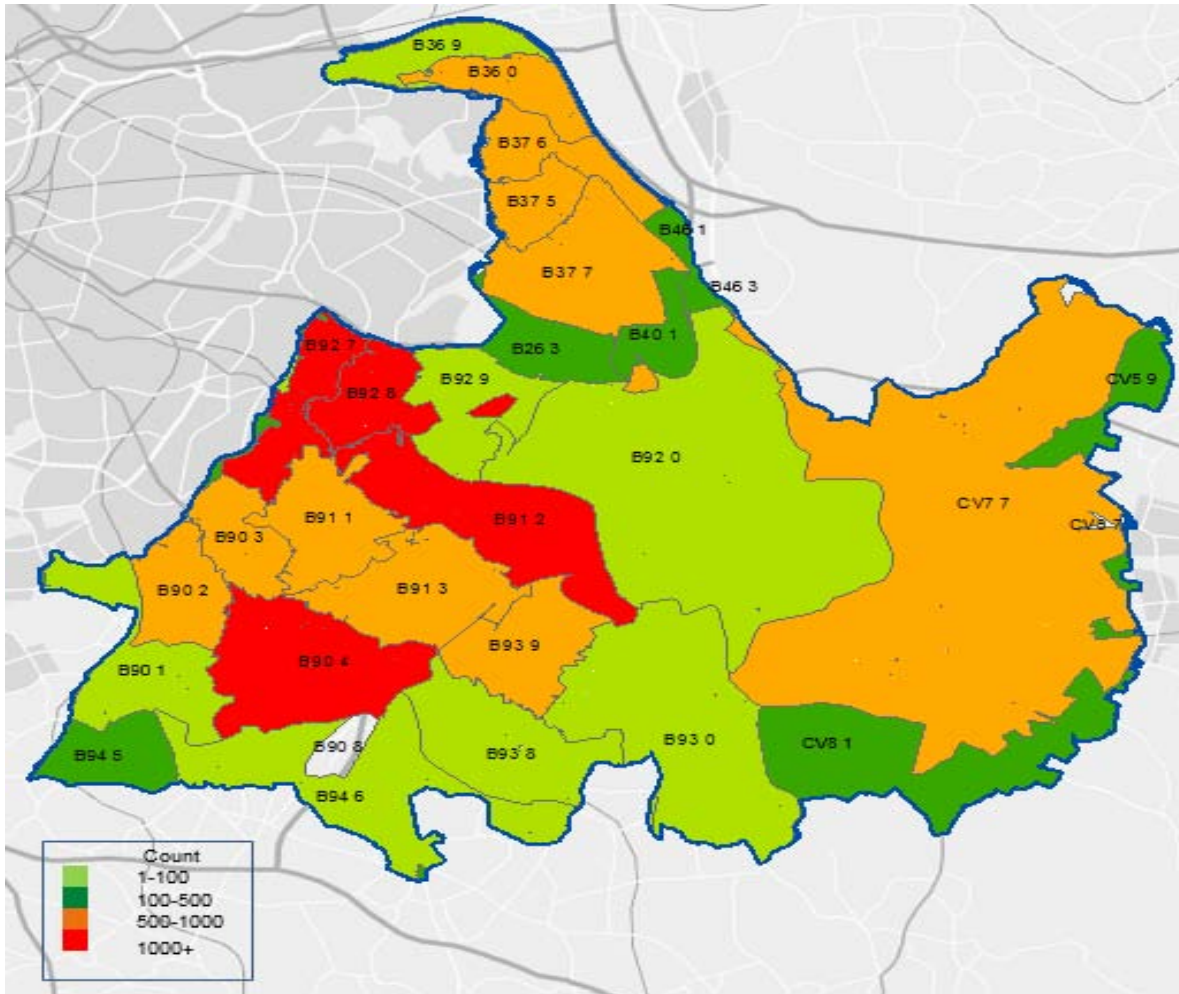 B36 9
B36 0
B37 6
B37 5
B46 1
B37 7
B46 3
B40 1
B26 3
B92 7
B92 9
CV5 9
B92 8
B92 0
CV7 7
B91 2
B91 1
B90 3
B91 3
B90 2
B93 9
B90 4
B90 1
B93 0
CV8 1
B90 8
B93 8
B94 5
B94 6
Count
1-100
100-500
500-1000
1000+